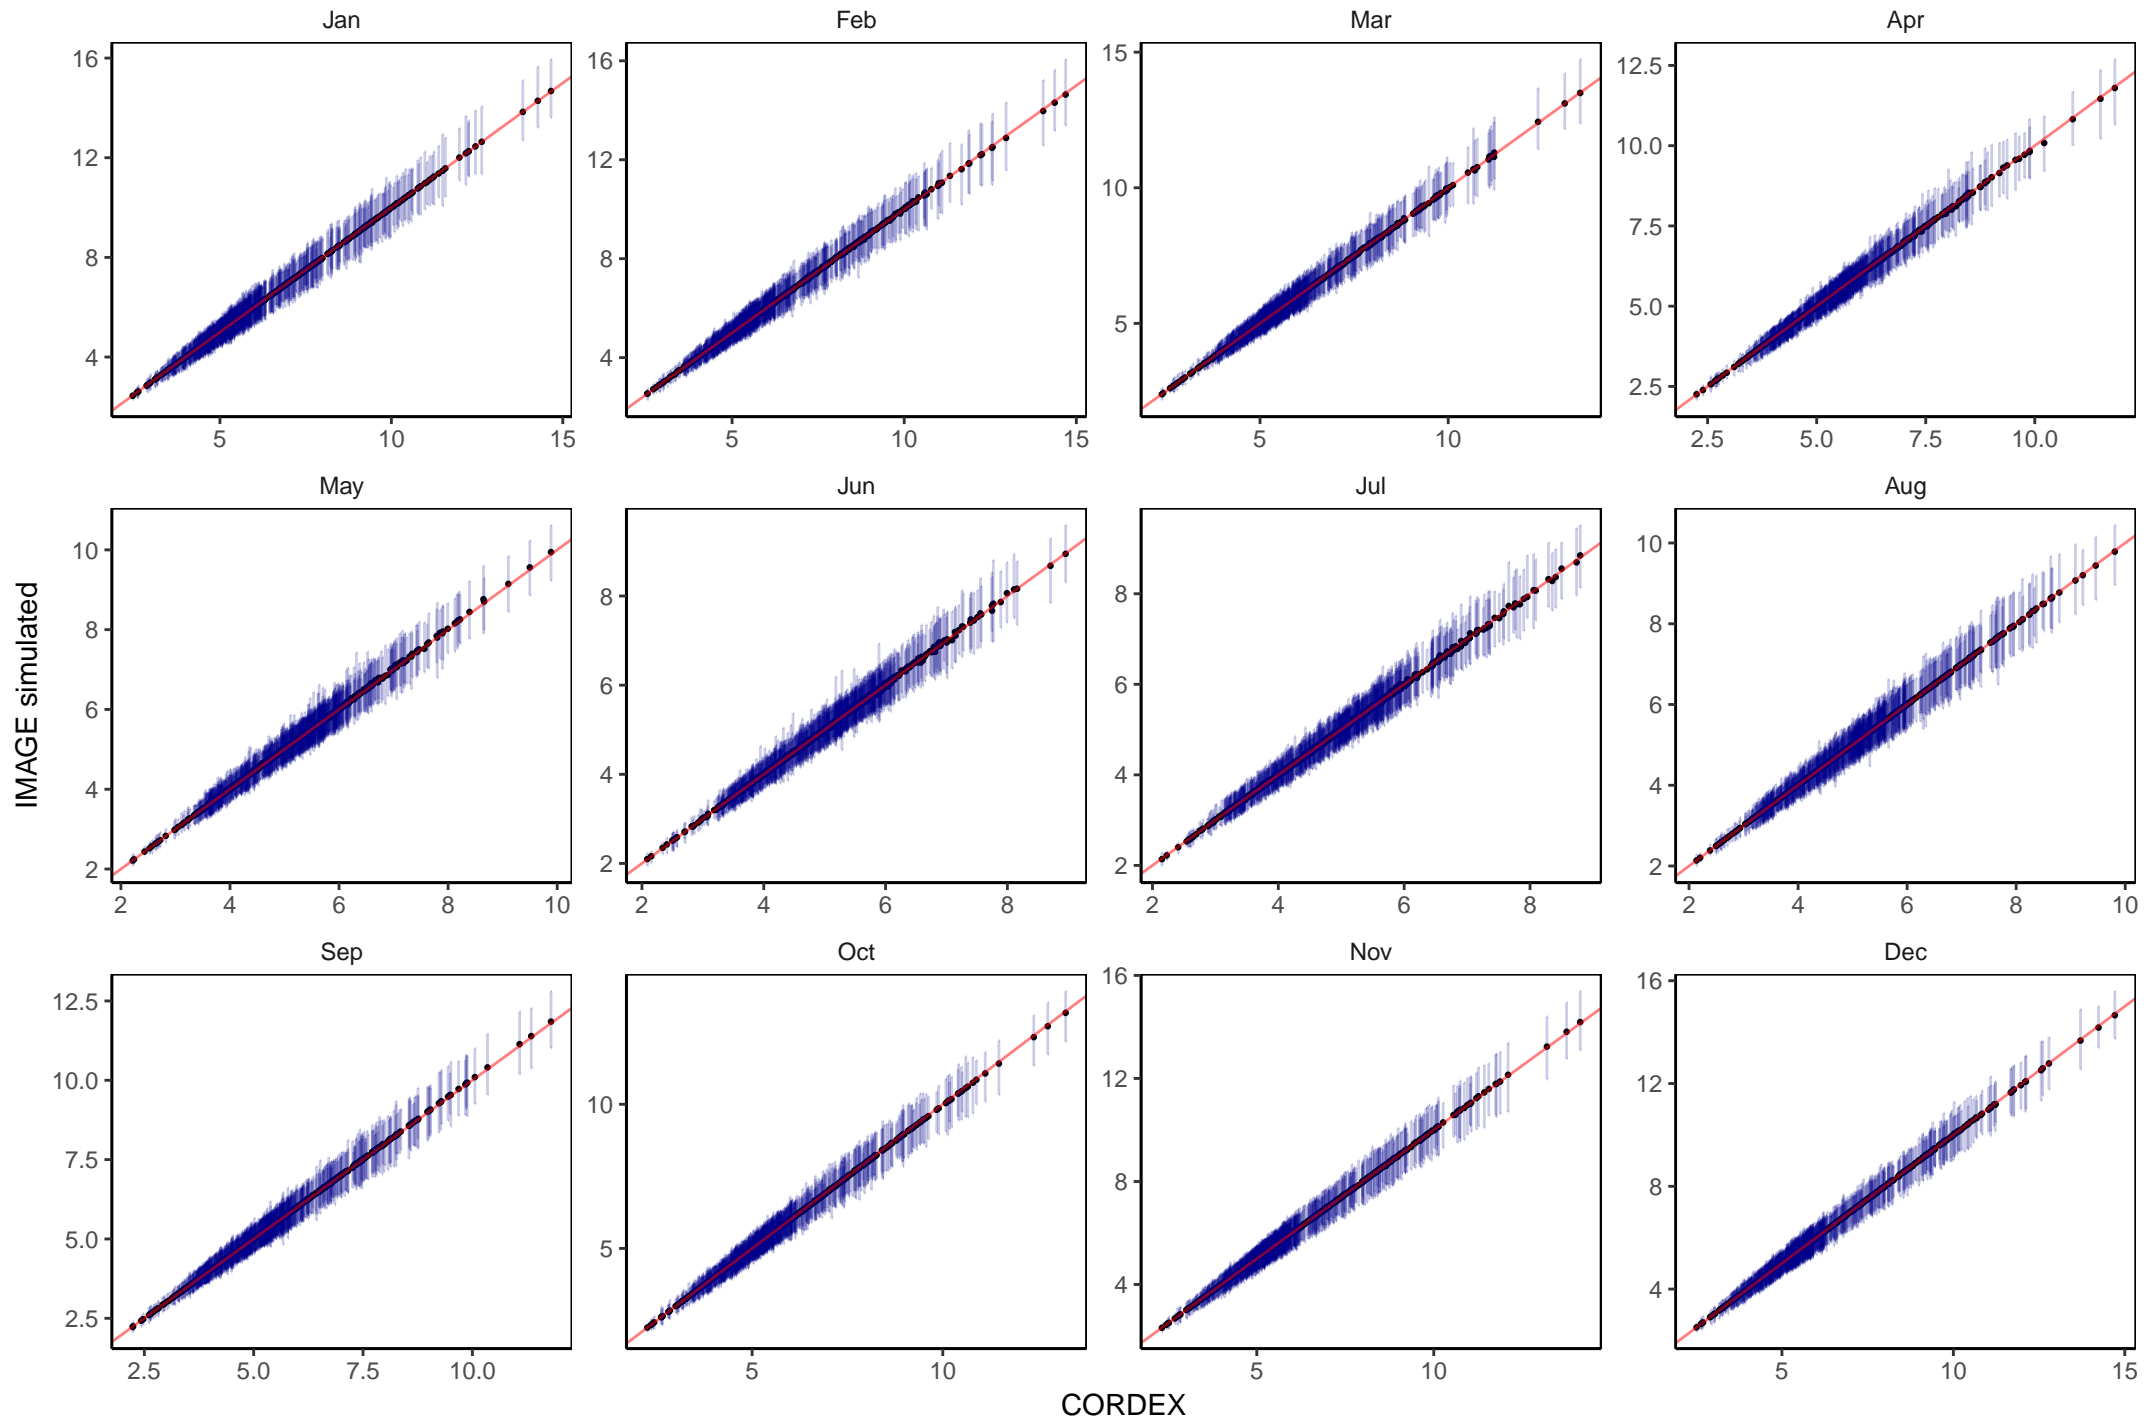 Jan Feb Mar Apr
16 12 8 4
5 10 15
16 12 8 4
5 10 15
15 10 5
5 10
12.5 10.0 7.5 5.0 2.5
2.5 5.0 7.5 10.0
May Jun Jul Aug
10 8 6 4 2
2 4 6 8 10
8 6 4 2
2 4 6 8
8 6 4 2
2 4 6 8
10 8 6 4 2
2 4 6 8 10
IMAGE simulated
Sep Oct Nov Dec
12.5 10.0 7.5 5.0 2.5
2.5 5.0 7.5 10.0
10 5
5 10
16 12 8 4
5 10
16 12 8 4
5 10 15
CORDEX